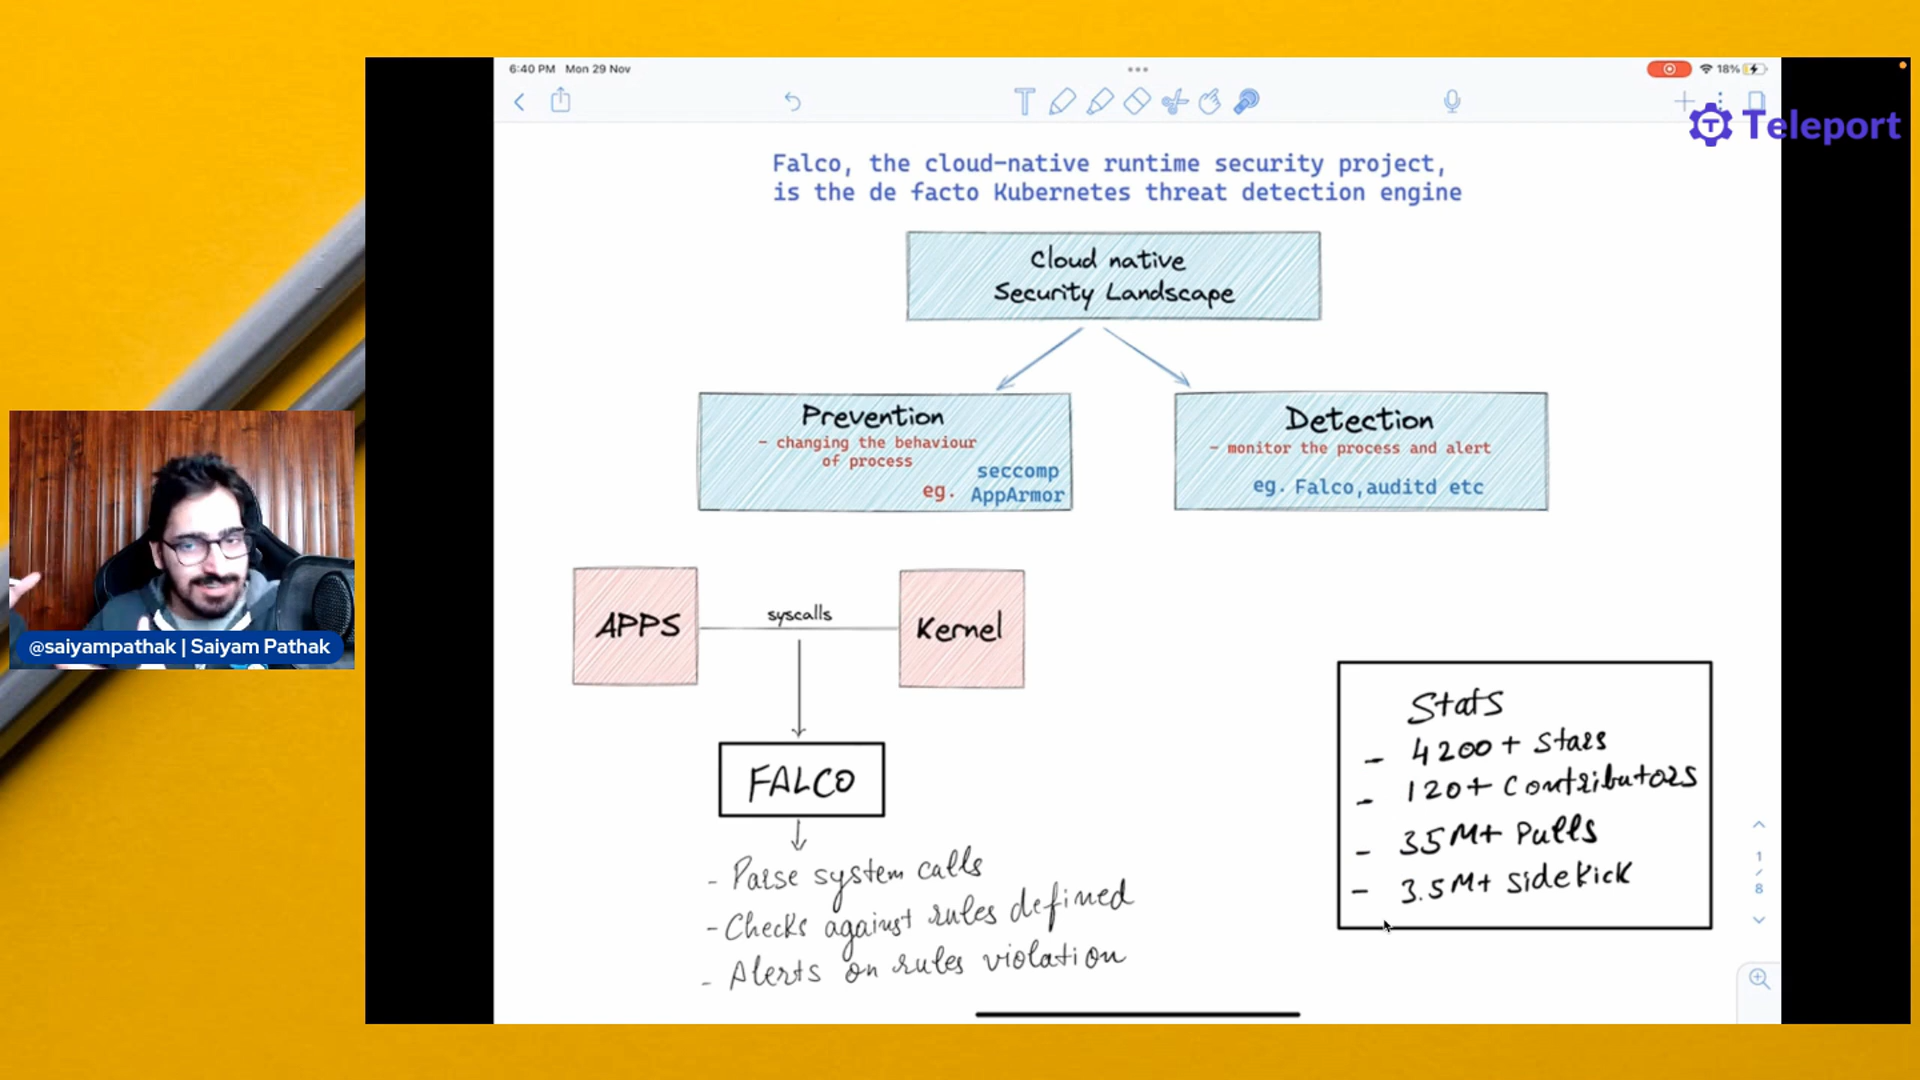 6:40 PM Mon 29 Nov
18%
Teleport
Falco, the cloud-native runtime security project,
is the de facto Kubernetes threat detection engine
Cloud native
Security Landscape
Prevention
- changing the behaviour
of process
eg. seccomp
AppArmor
Detection
- monitor the process and alert
eg. Falco, auditd etc
APPS
syscalls
Kernel
@saiyampathak | Saiyam Pathak
FALCO
- Parse system calls
- Checks against rules defined
- Alerts on rules violation
Stats
- 4200+ Stars
- 120+ Contributors
- 35M+ Pulls
- 3.5M+ sidekick
1
/
8